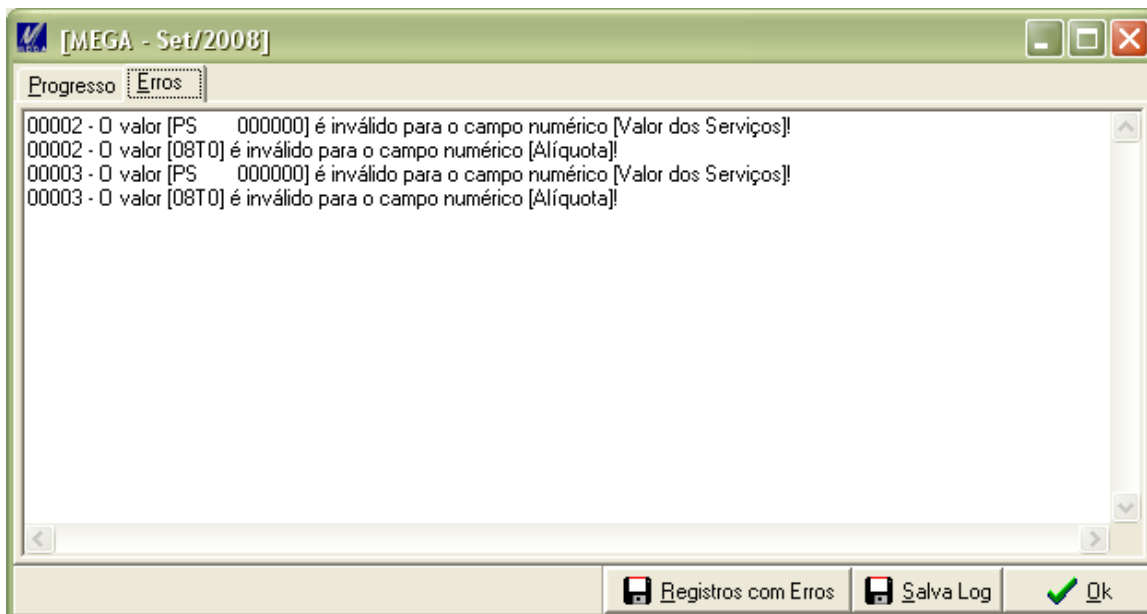 [MEGA - Set/2008]
Progresso Erros
00002 - O valor [PS 000000] é inválido para o campo numérico [Valor dos Serviços]!
00002 - O valor [08T0] é inválido para o campo numérico [Alíquota]!
00003 - O valor [PS 000000] é inválido para o campo numérico [Valor dos Serviços]!
00003 - O valor [08T0] é inválido para o campo numérico [Alíquota]!
Registros com Erros Salva Log Ok